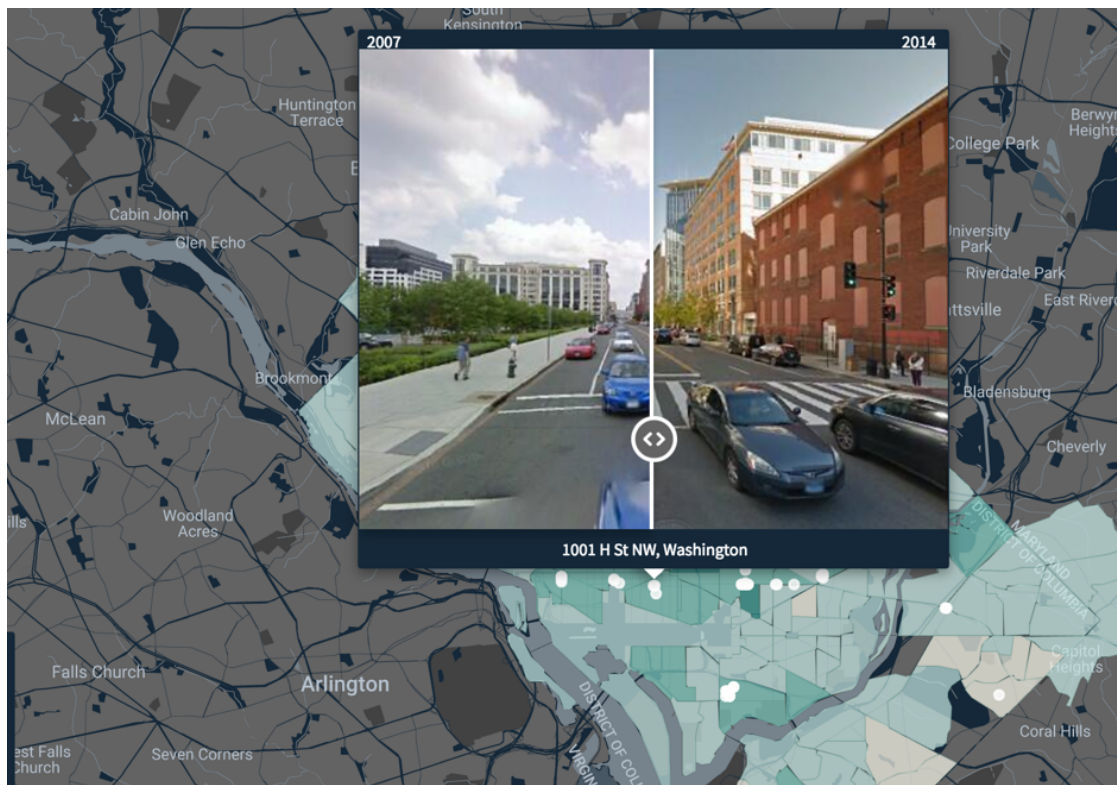 South
Kensington
2007
2014
Huntington
Terrace
Berwyn
Heights
College Park
Cabin John
Glen Echo
University
Park
Riverdale Park
East River
ttsville
Brookmont
Bladensburg
McLean
Cheverly
Woodland
Acres
ills
1001 H St NW, Washington
MARYLAND
DISTRICT OF COLUMBIA
Capitol
Heights
Falls Church
Arlington
DISTRICT OF COLU
VIRGIN
est Falls
Church
Seven Corners
Coral Hills